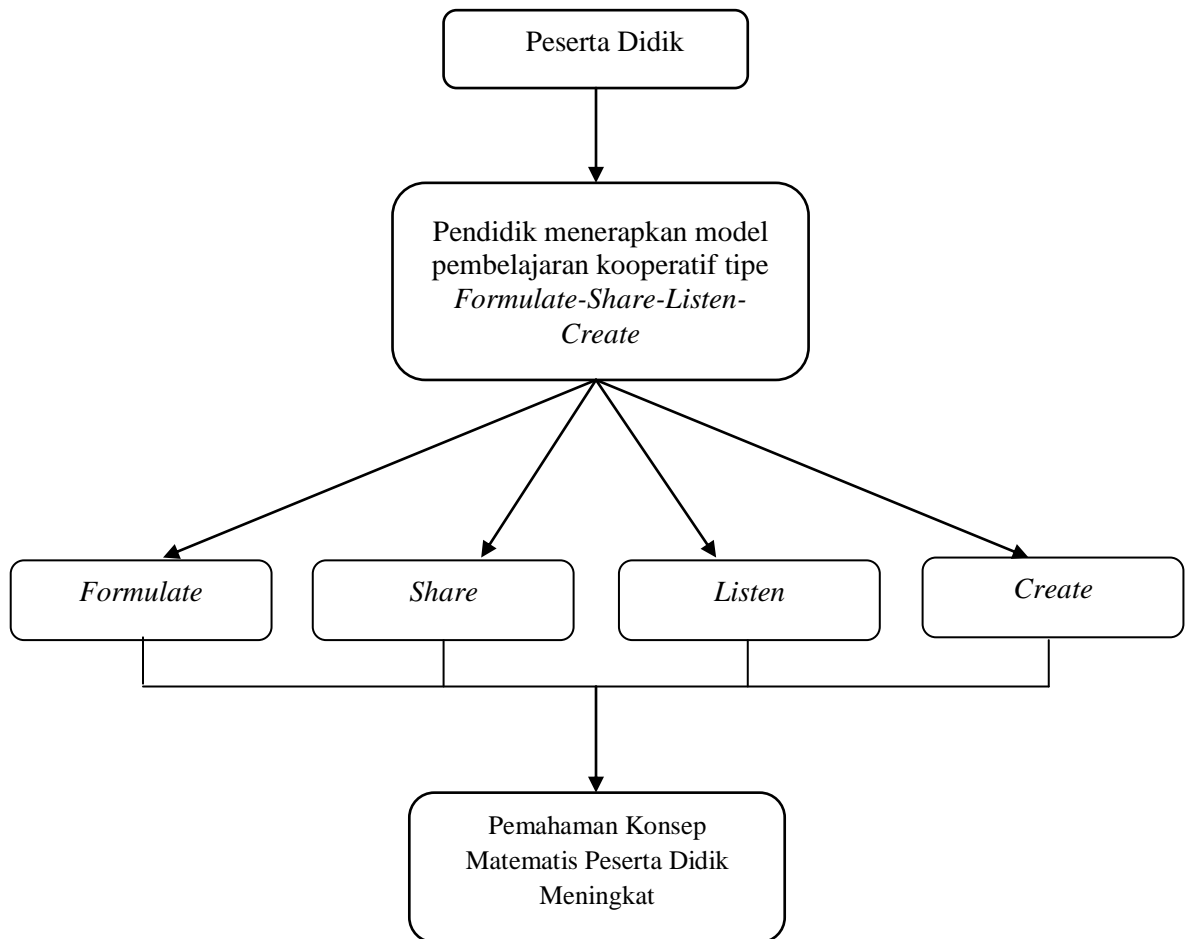 Peserta Didik
Pendidik menerapkan model
pembelajaran kooperatif tipe
Formulate-Share-Listen-
Create
Formulate
Share
Listen
Create
Pemahaman Konsep
Matematis Peserta Didik
Meningkat